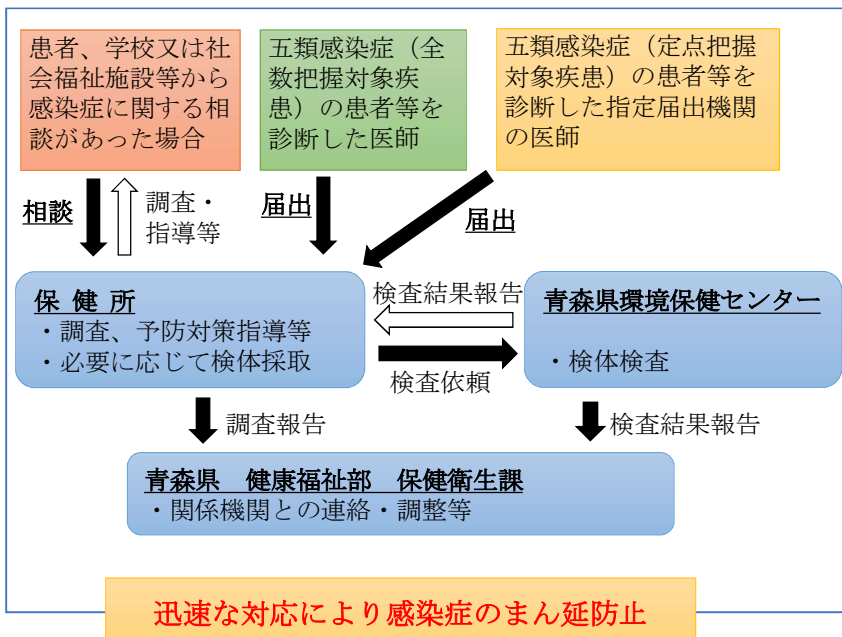 患者、学校又は社
会福祉施設等から
感染症に関する相
談があった場合
五類感染症（全
数把握対象疾
患）の患者等を
診断した医師
五類感染症（定点把握
対象疾患）の患者等を
診断した指定届出機関
の医師
相談
調査・
指導等
届出
届出
保 健 所
・調査、予防対策指導等
・必要に応じて検体採取
検査結果報告
検査依頼
青森県環境保健センター
・検体検査
調査報告
検査結果報告
青森県　健康福祉部　保健衛生課
・関係機関との連絡・調整等
迅速な対応により感染症のまん延防止